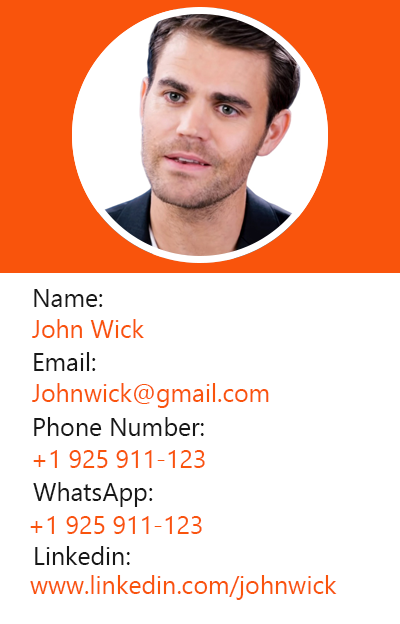 Name:
John Wick
Email:
Johnwick@gmail.com
Phone Number:
+1 925 911-123
WhatsApp:
+1 925 911-123
Linkedin:
www.linkedin.com/johnwick